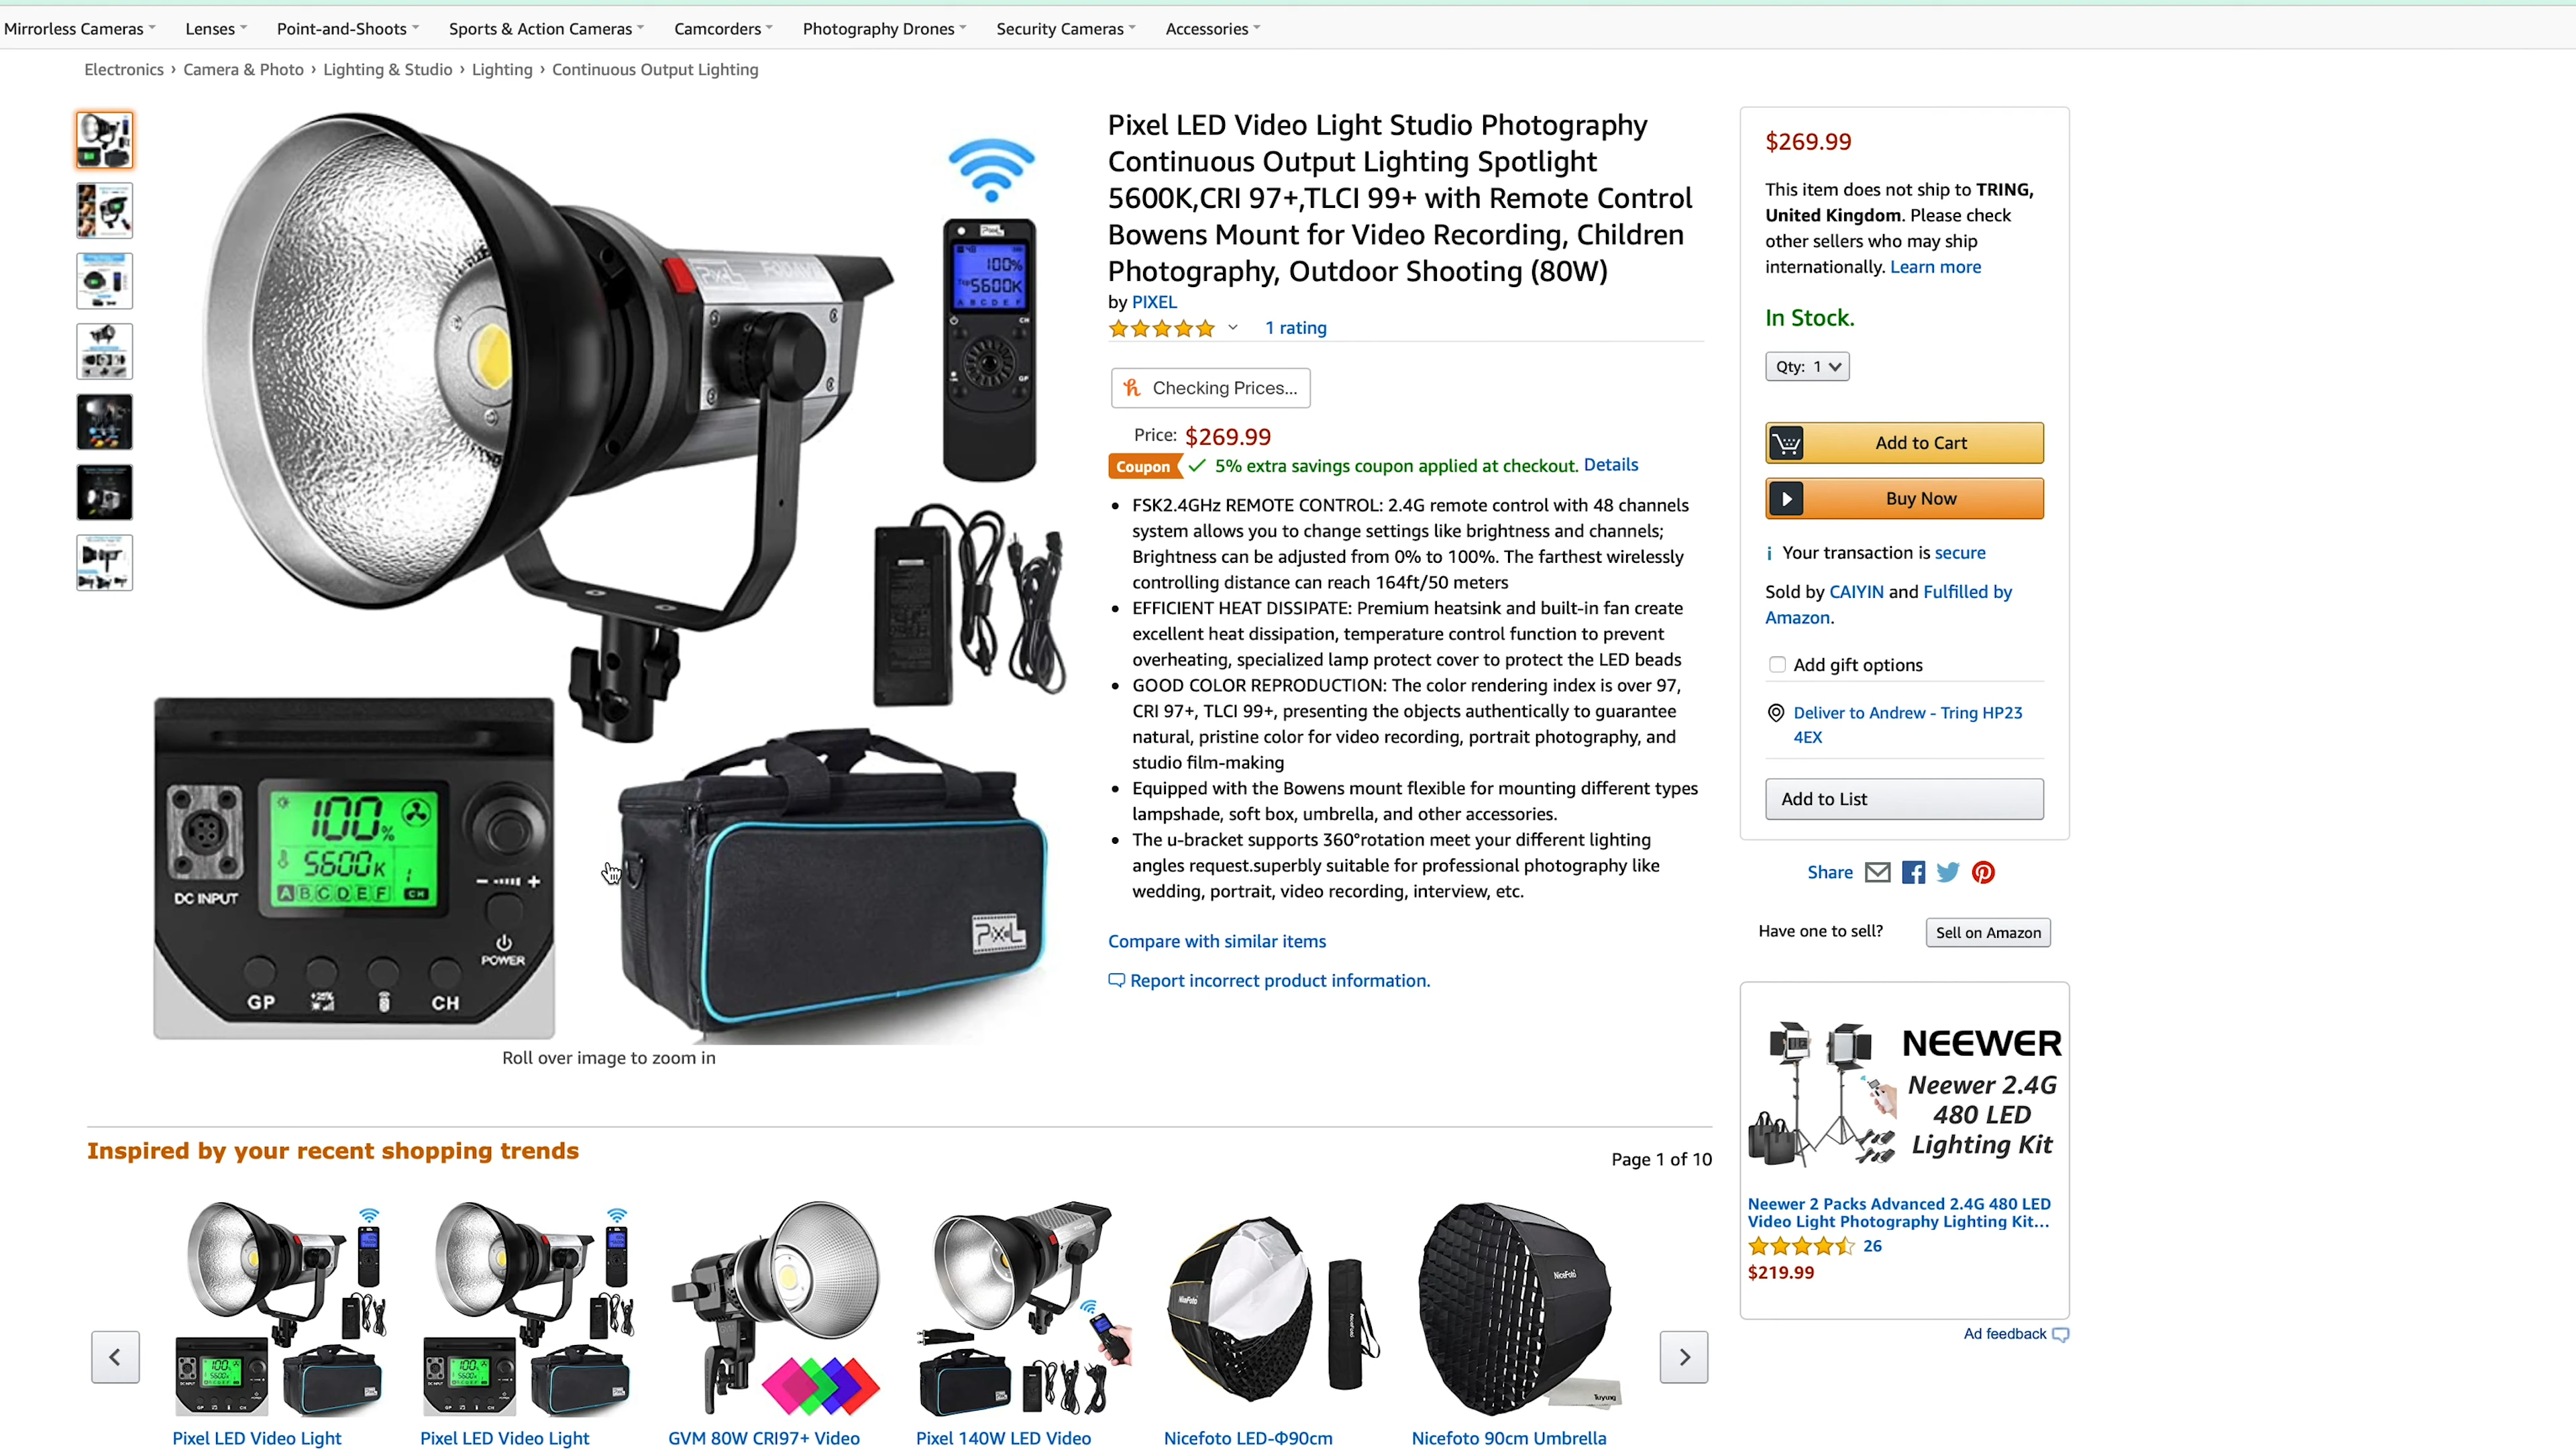 Mirrorless Cameras
Lenses
Point-and-Shoots
Sports & Action Cameras
Camcorders
Photography Drones
Security Cameras
Accessories
Electronics › Camera & Photo › Lighting & Studio › Lighting › Continuous Output Lighting
Pixel LED Video Light Studio Photography
Continuous Output Lighting Spotlight
5600K,CRI 97+,TLCI 99+ with Remote Control
Bowens Mount for Video Recording, Children
Photography, Outdoor Shooting (80W)
by PIXEL
1 rating
Checking Prices...
Price: $269.99
Coupon 5% extra savings coupon applied at checkout. Details
• FSK2.4GHz REMOTE CONTROL: 2.4G remote control with 48 channels
system allows you to change settings like brightness and channels;
Brightness can be adjusted from 0% to 100%. The farthest wirelessly
controlling distance can reach 164ft/50 meters
• EFFICIENT HEAT DISSIPATE: Premium heatsink and built-in fan create
excellent heat dissipation, temperature control function to prevent
overheating, specialized lamp protect cover to protect the LED beads
• GOOD COLOR REPRODUCTION: The color rendering index is over 97,
CRI 97+, TLCI 99+, presenting the objects authentically to guarantee
natural, pristine color for video recording, portrait photography, and
studio film-making
• Equipped with the Bowens mount flexible for mounting different types
lampshade, soft box, umbrella, and other accessories.
• The u-bracket supports 360°rotation meet your different lighting
angles request.superbly suitable for professional photography like
wedding, portrait, video recording, interview, etc.
Compare with similar items
Report incorrect product information.
PIXEL
100%
5600K
A B C D E F
CH
GP
DC INPUT
100%
5600K
1
A B C D E F CH
POWER
GP
+25%
CH
PIXEL
Roll over image to zoom in
$269.99
This item does not ship to TRING,
United Kingdom. Please check
other sellers who may ship
internationally. Learn more
In Stock.
Qty: 1
Add to Cart
Buy Now
Your transaction is secure
Sold by CAIYIN and Fulfilled by
Amazon.
Add gift options
Deliver to Andrew - Tring HP23
4EX
Add to List
Share
Have one to sell?
Sell on Amazon
NEEWER
Neewer 2.4G
480 LED
Lighting Kit
Neewer 2 Packs Advanced 2.4G 480 LED
Video Light Photography Lighting Kit...
26
$219.99
Ad feedback
Inspired by your recent shopping trends
Page 1 of 10
NiceFoto
NiceFoto
Tuyung
Pixel LED Video Light
Pixel LED Video Light
GVM 80W CRI97+ Video
Pixel 140W LED Video
Nicefoto LED-Φ90cm
Nicefoto 90cm Umbrella